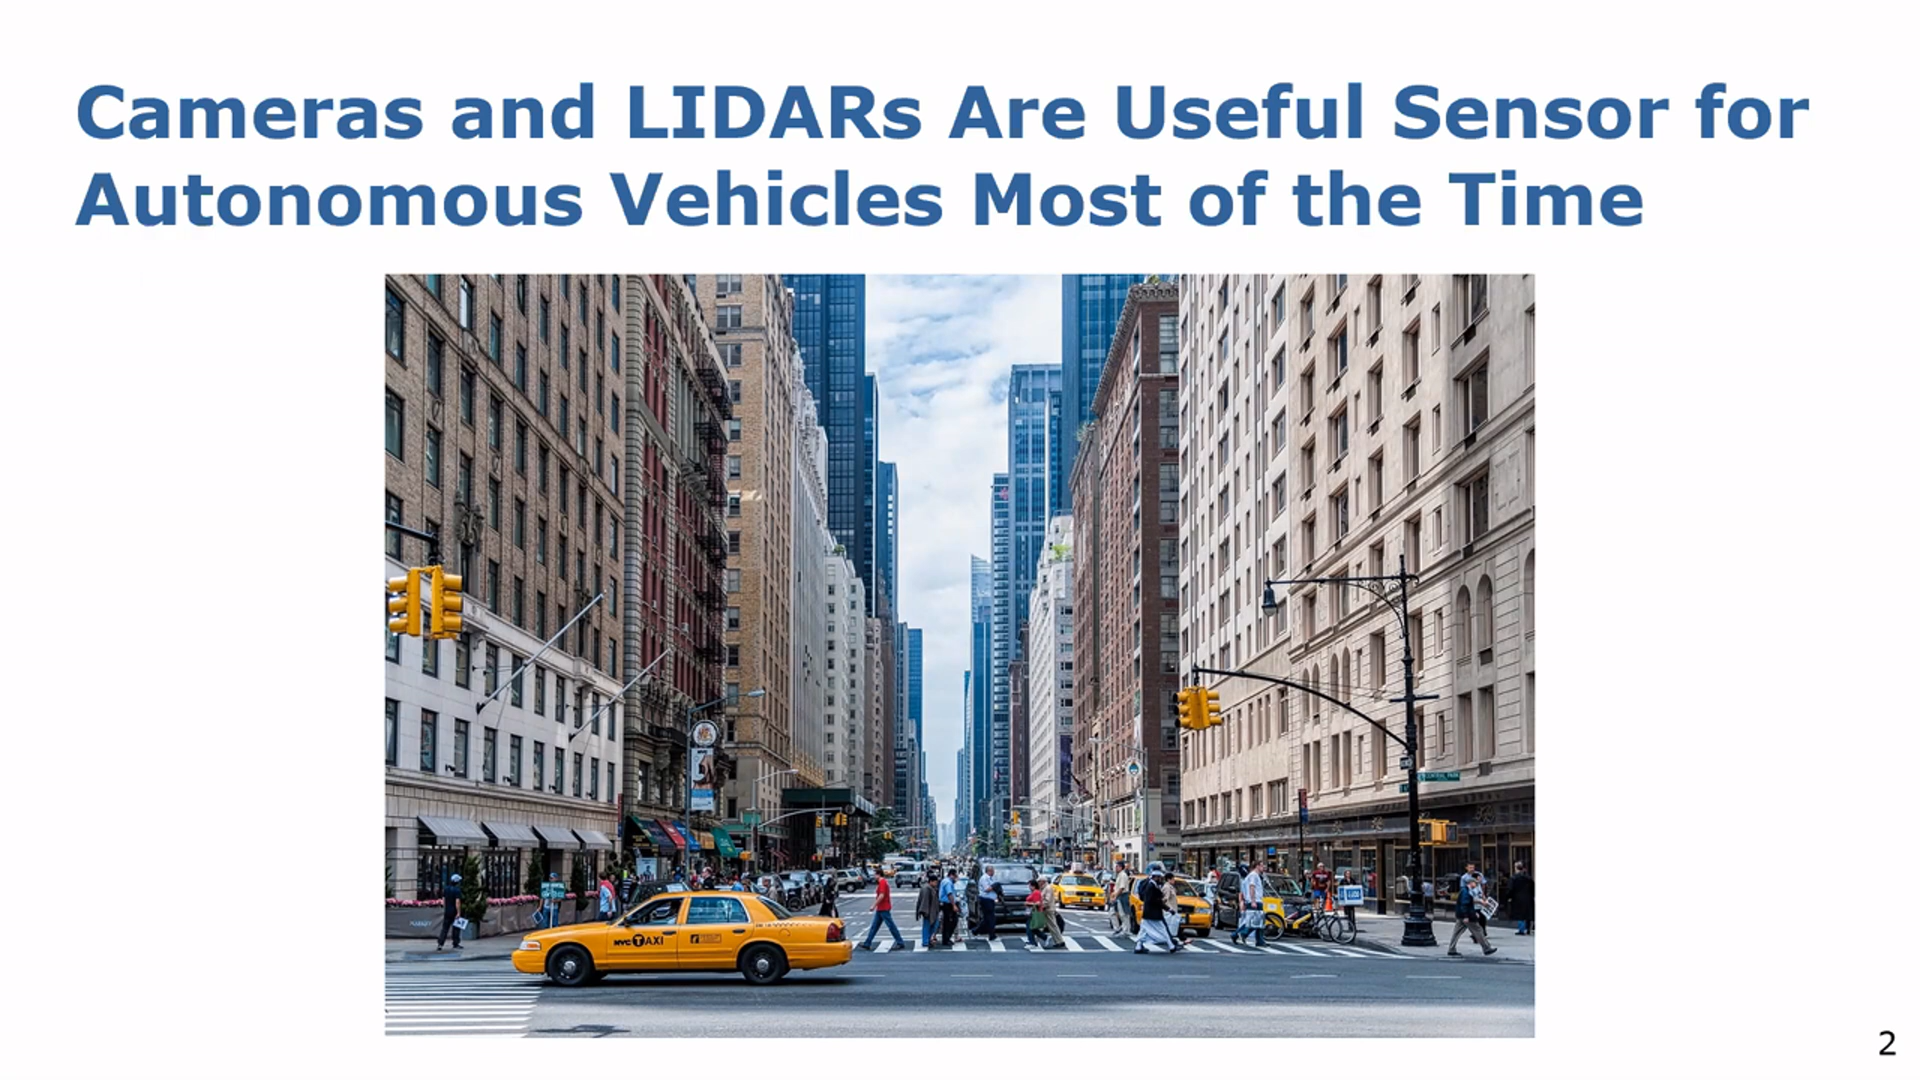 Cameras and LIDARs Are Useful Sensor for
Autonomous Vehicles Most of the Time
NYC TAXI
2